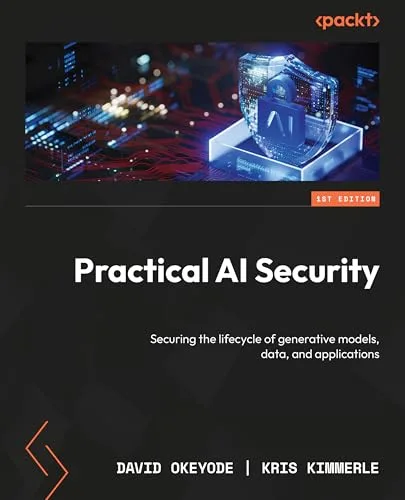 <packt>
AI
1ST EDITION
Practical AI Security
Securing the lifecycle of generative models,
data, and applications
DAVID OKEYODE | KRIS KIMMERLE